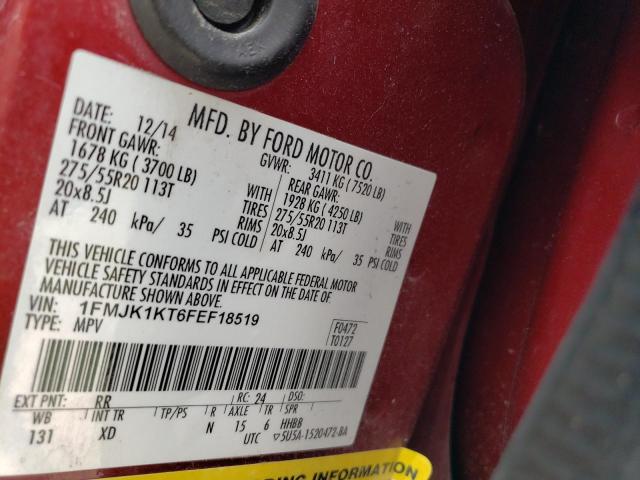 MFD. BY FORD MOTOR CO.
DATE: 12/14 GVWR: 3411 KG ( 7520 LB)
FRONT GAWR: REAR GAWR:
1678 KG ( 3700 LB) WITH 1928 KG ( 4250 LB) WITH
275/55R20 113T TIRES 275/55R20 113T TIRES
20x8.5J RIMS 20x8.5J RIMS
AT 240 kPa/ 35 PSI COLD AT 240 kPa/ 35 PSI COLD
THIS VEHICLE CONFORMS TO ALL APPLICABLE FEDERAL MOTOR
VEHICLE SAFETY STANDARDS IN EFFECT ON THE DATE OF
MANUFACTURE SHOWN ABOVE.
VIN: 1FMJK1KT6FEF18519
TYPE: MPV F0472
T0127
EXT PNT: RR RC: 24 DSO:
WB INT TR TP/PS R AXLE TR SPR
131 XD N 15 6 HHBB
UTC 5U5A-1520472-BA
ING INFORMATION